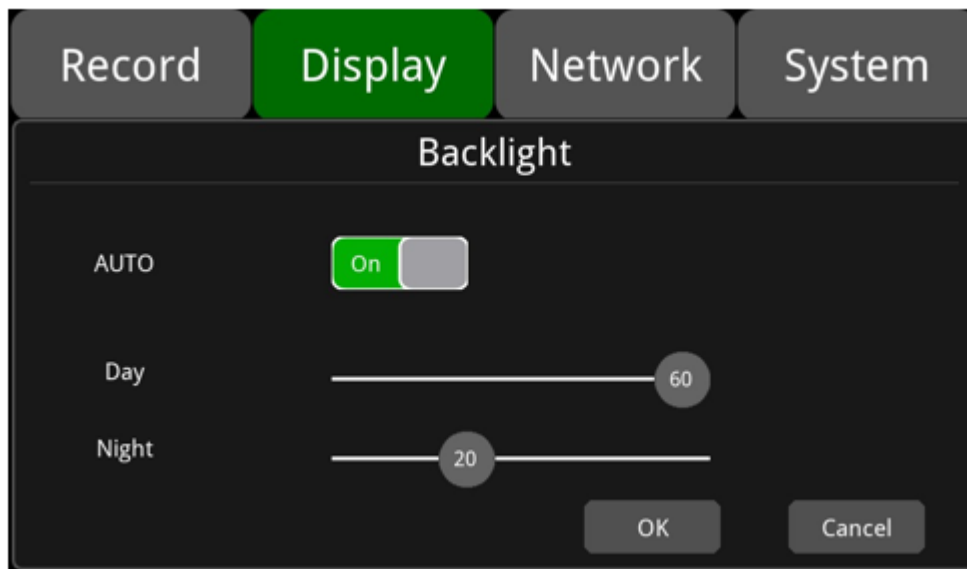 Record Display Network System
Backlight
AUTO On
Day 60
Night 20
OK Cancel